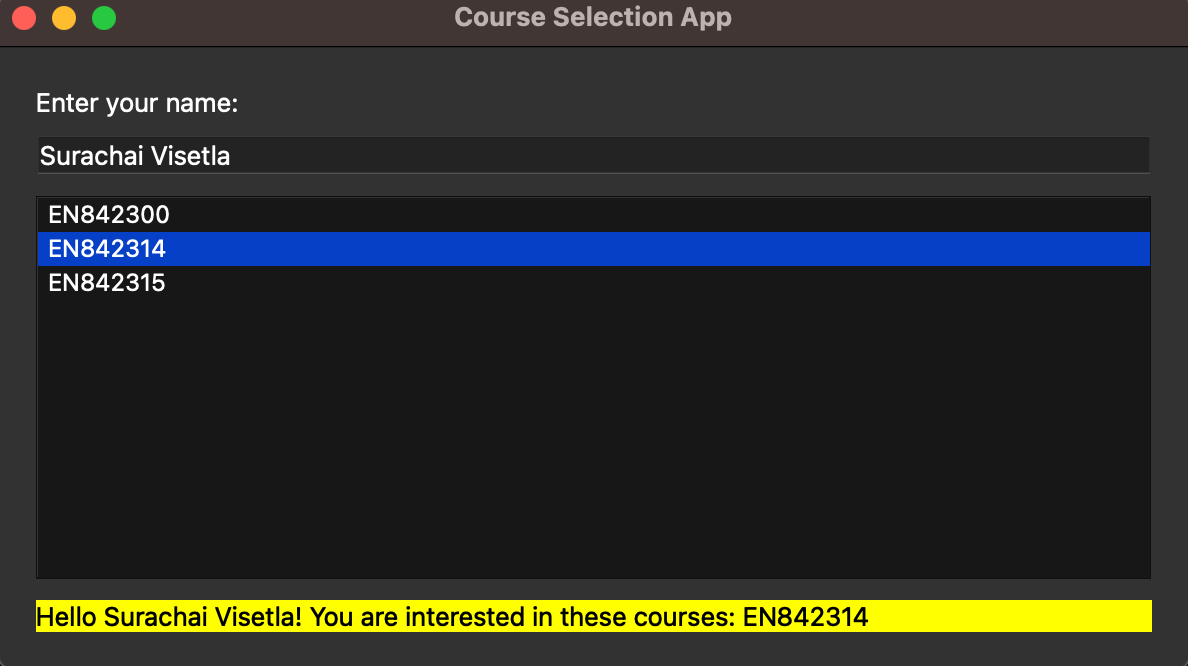 Course Selection App
Enter your name:
Surachai Visetla
EN842300
EN842314
EN842315
Hello Surachai Visetla! You are interested in these courses: EN842314